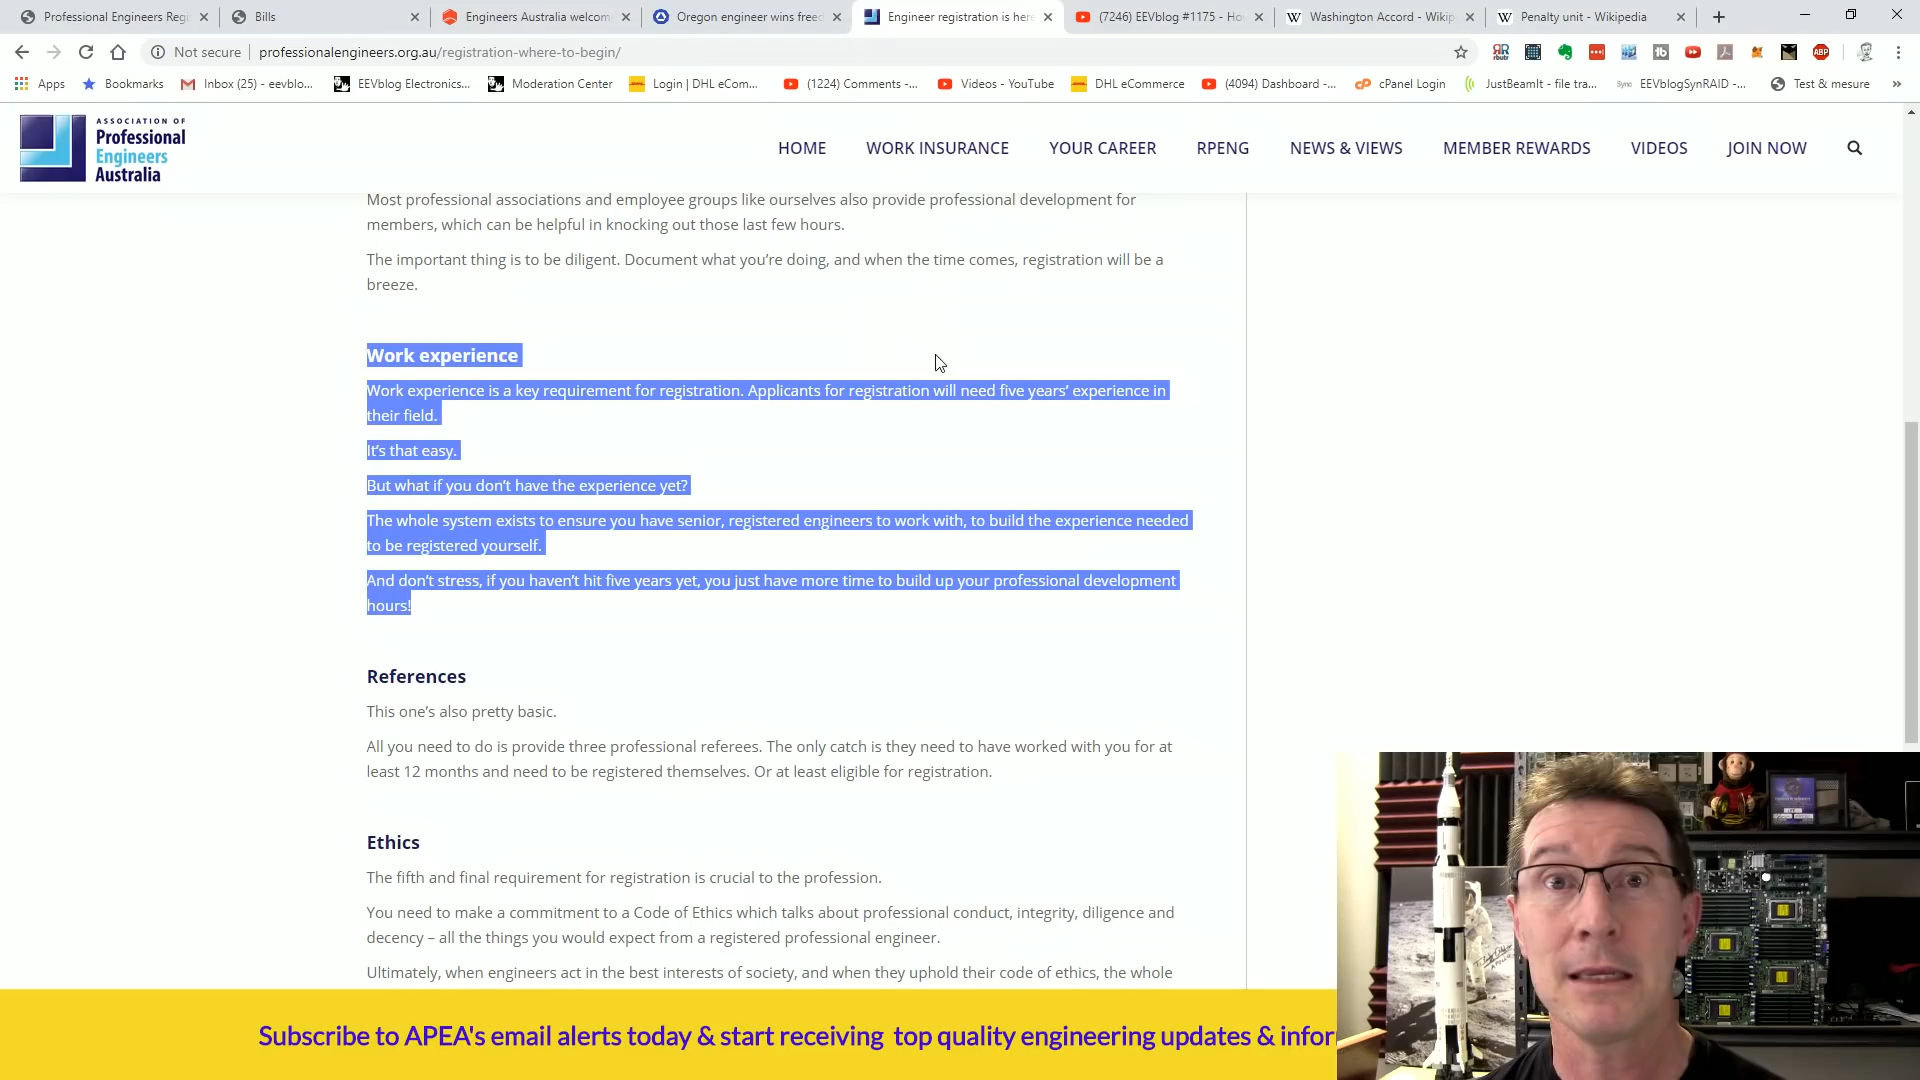 Professional Engineers Regi
Bills
Engineers Australia welcom
Oregon engineer wins freed
Engineer registration is here
(7246) EEVblog #1175 - Ho
Washington Accord - Wikip
Penalty unit - Wikipedia
Not secure
professionalengineers.org.au/registration-where-to-begin/
Apps
Bookmarks
Inbox (25) - eevblo...
EEVblog Electronics...
Moderation Center
Login | DHL eCom...
(1224) Comments -...
Videos - YouTube
DHL eCommerce
(4094) Dashboard -...
cPanel Login
JustBeamIt - file tra...
Sync
EEVblogSynRAID -...
Test & mesure
ASSOCIATION OF
Professional
Engineers
Australia
HOME
WORK INSURANCE
YOUR CAREER
RPENG
NEWS & VIEWS
MEMBER REWARDS
VIDEOS
JOIN NOW
Most professional associations and employee groups like ourselves also provide professional development for
members, which can be helpful in knocking out those last few hours.
The important thing is to be diligent. Document what you’re doing, and when the time comes, registration will be a
breeze.
Work experience
Work experience is a key requirement for registration. Applicants for registration will need five years’ experience in
their field.
It’s that easy.
But what if you don’t have the experience yet?
The whole system exists to ensure you have senior, registered engineers to work with, to build the experience needed
to be registered yourself.
And don’t stress, if you haven’t hit five years yet, you just have more time to build up your professional development
hours!
References
This one’s also pretty basic.
All you need to do is provide three professional referees. The only catch is they need to have worked with you for at
least 12 months and need to be registered themselves. Or at least eligible for registration.
Ethics
The fifth and final requirement for registration is crucial to the profession.
You need to make a commitment to a Code of Ethics which talks about professional conduct, integrity, diligence and
decency – all the things you would expect from a registered professional engineer.
Ultimately, when engineers act in the best interests of society, and when they uphold their code of ethics, the whole
Subscribe to APEA's email alerts today & start receiving top quality engineering updates & infor